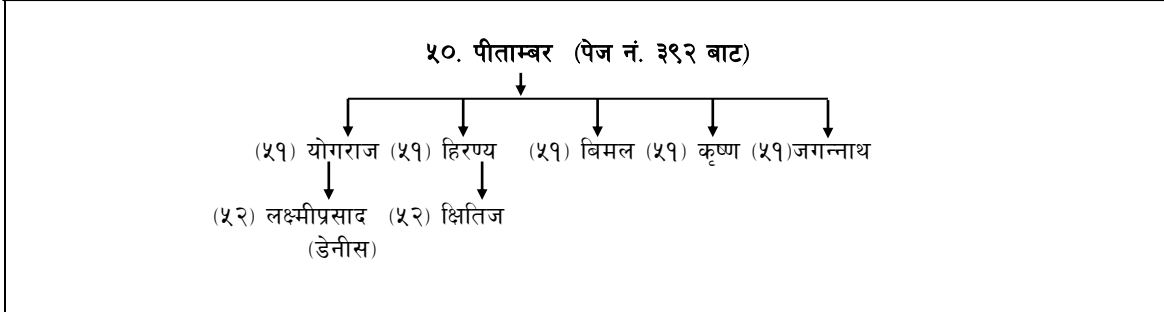 ५०. पीताम्बर (पेज नं. ३९२ बाट)
(५१) योगराज (५१) हिरण्य (५१) बिमल (५१) कृष्ण (५१)जगन्नाथ
(५२) लक्ष्मीप्रसाद (५२) क्षितिज
(डेनीस)